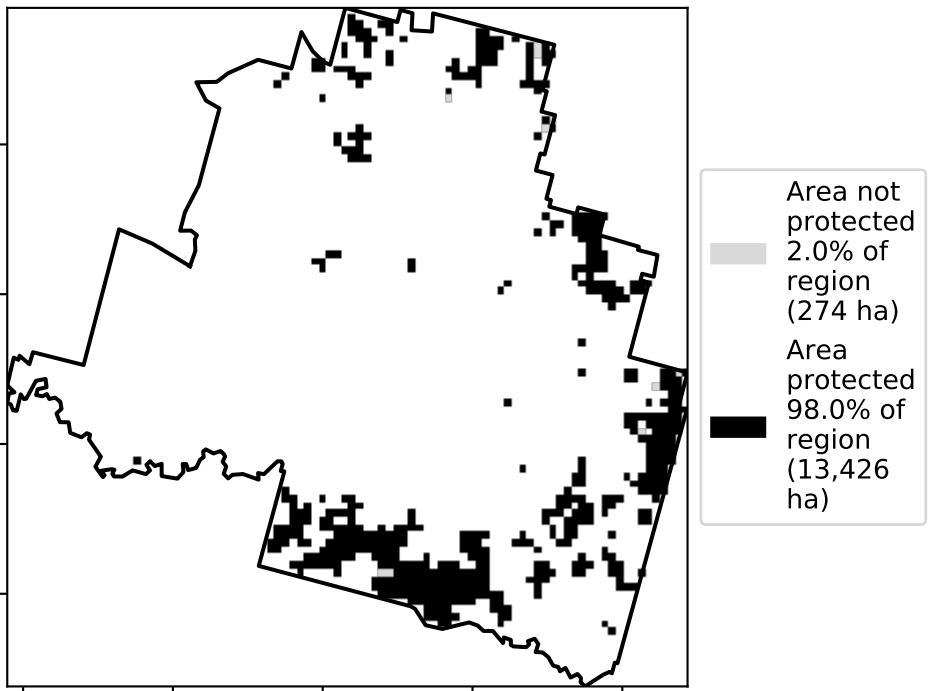 Area not
protected
2.0% of
region
(274 ha)
Area
protected
98.0% of
region
(13,426
ha)